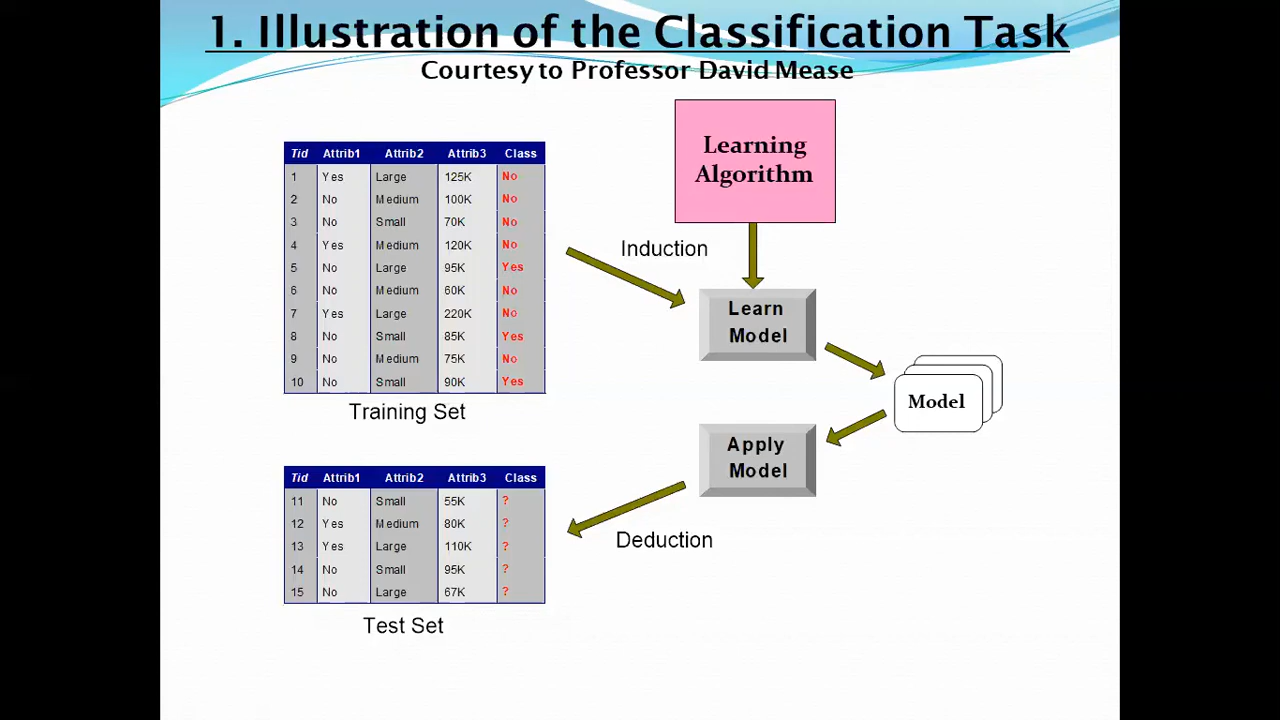 1. Illustration of the Classification Task
Courtesy to Professor David Mease
Tid Attrib1 Attrib2 Attrib3 Class
1 Yes Large 125K No
2 No Medium 100K No
3 No Small 70K No
4 Yes Medium 120K No
5 No Large 95K Yes
6 No Medium 60K No
7 Yes Large 220K No
8 No Small 85K Yes
9 No Medium 75K No
10 No Small 90K Yes
Training Set
Learning
Algorithm
Induction
Learn
Model
Model
Apply
Model
Deduction
Tid Attrib1 Attrib2 Attrib3 Class
11 No Small 55K ?
12 Yes Medium 80K ?
13 Yes Large 110K ?
14 No Small 95K ?
15 No Large 67K ?
Test Set